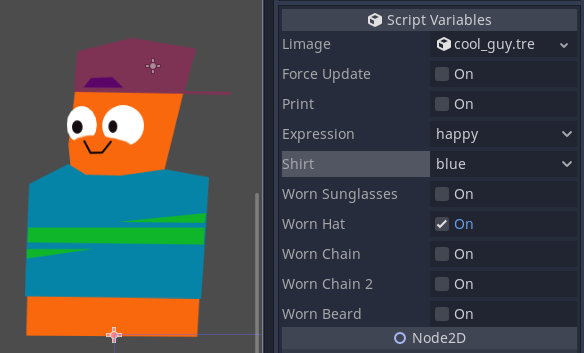 Script Variables
Limage cool_guy.tre
Force Update On
Print On
Expression happy
Shirt blue
Worn Sunglasses On
Worn Hat On
Worn Chain On
Worn Chain 2 On
Worn Beard On
Node2D